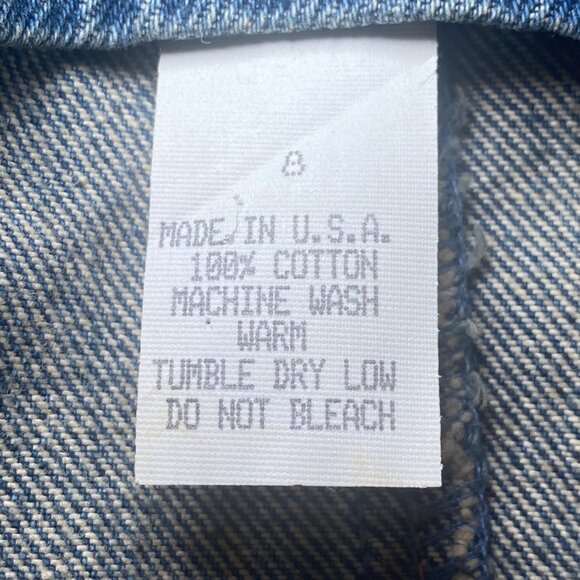 8
MADE IN U.S.A.
100% COTTON
MACHINE WASH
WARM
TUMBLE DRY LOW
DO NOT BLEACH